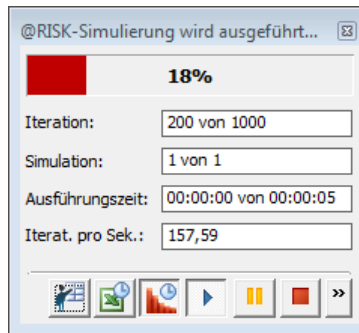 @RISK-Simulierung wird ausgeführt...
18%
Iteration: 200 von 1000
Simulation: 1 von 1
Ausführungszeit: 00:00:00 von 00:00:05
Iterat. pro Sek.: 157,59